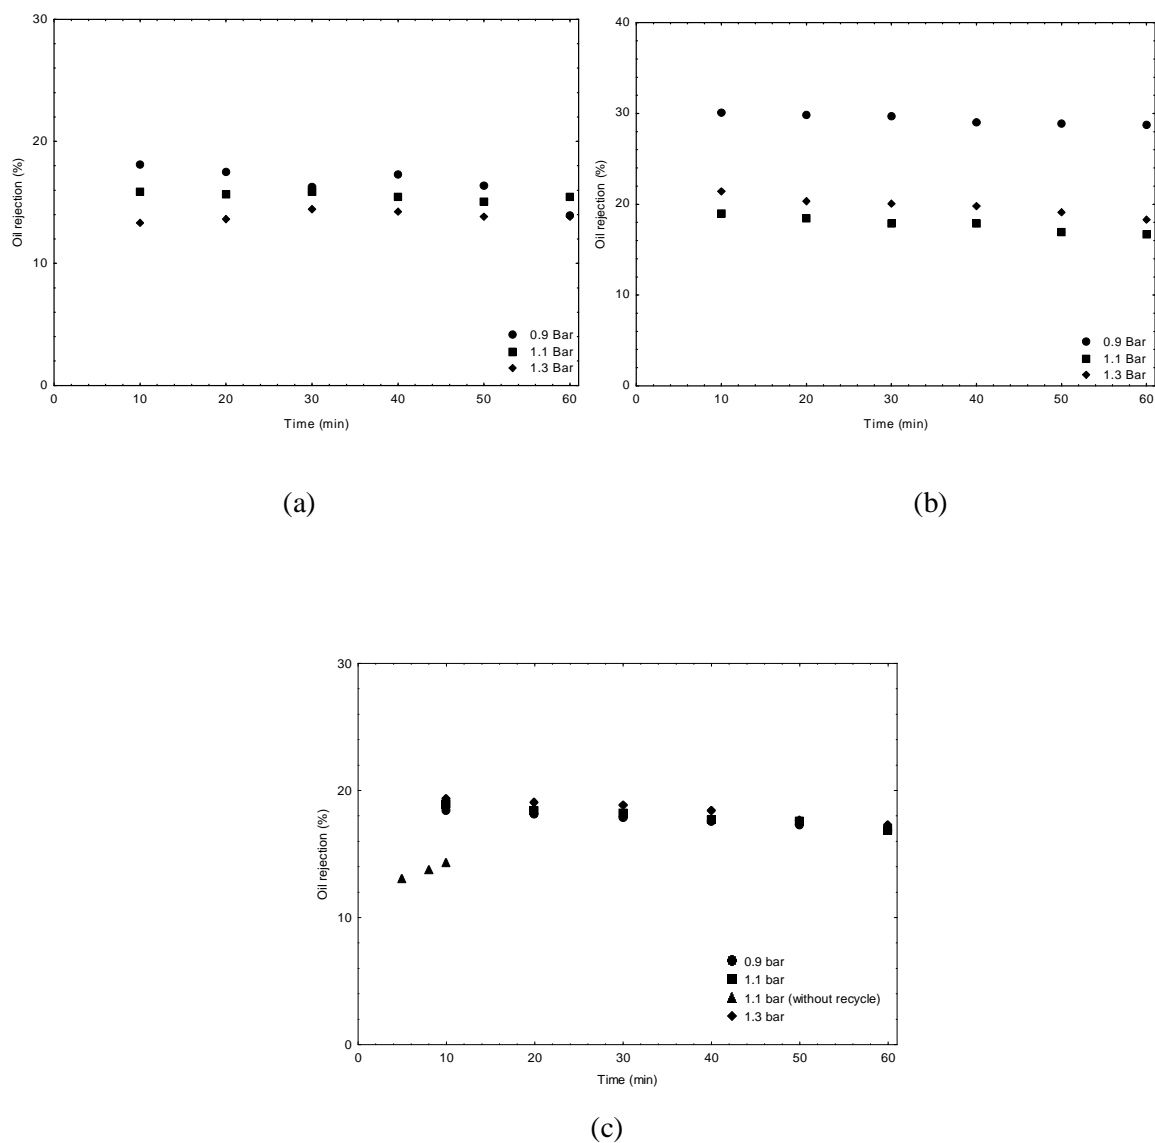 30
20
10
0
Oil rejection (%)
0.9 Bar
1.1 Bar
1.3 Bar
0 10 20 30 40 50 60
Time (min)
(a)
40
30
20
10
0
Oil rejection (%)
0.9 Bar
1.1 Bar
1.3 Bar
0 10 20 30 40 50 60
Time (min)
(b)
30
20
10
0
Oil rejection (%)
0.9 bar
1.1 bar
1.1 bar (without recycle)
1.3 bar
0 10 20 30 40 50 60
Time (min)
(c)